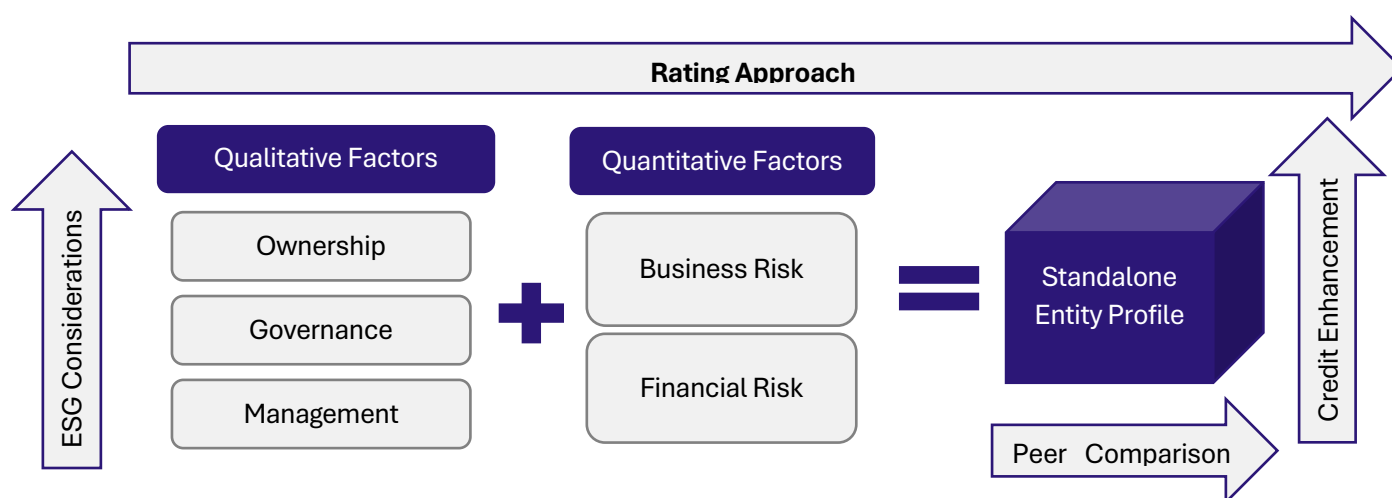 Rating Approach
Qualitative Factors
Quantitative Factors
ESG Considerations
Ownership
Governance
Management
Business Risk
Financial Risk
Standalone
Entity Profile
Credit Enhancement
Peer Comparison